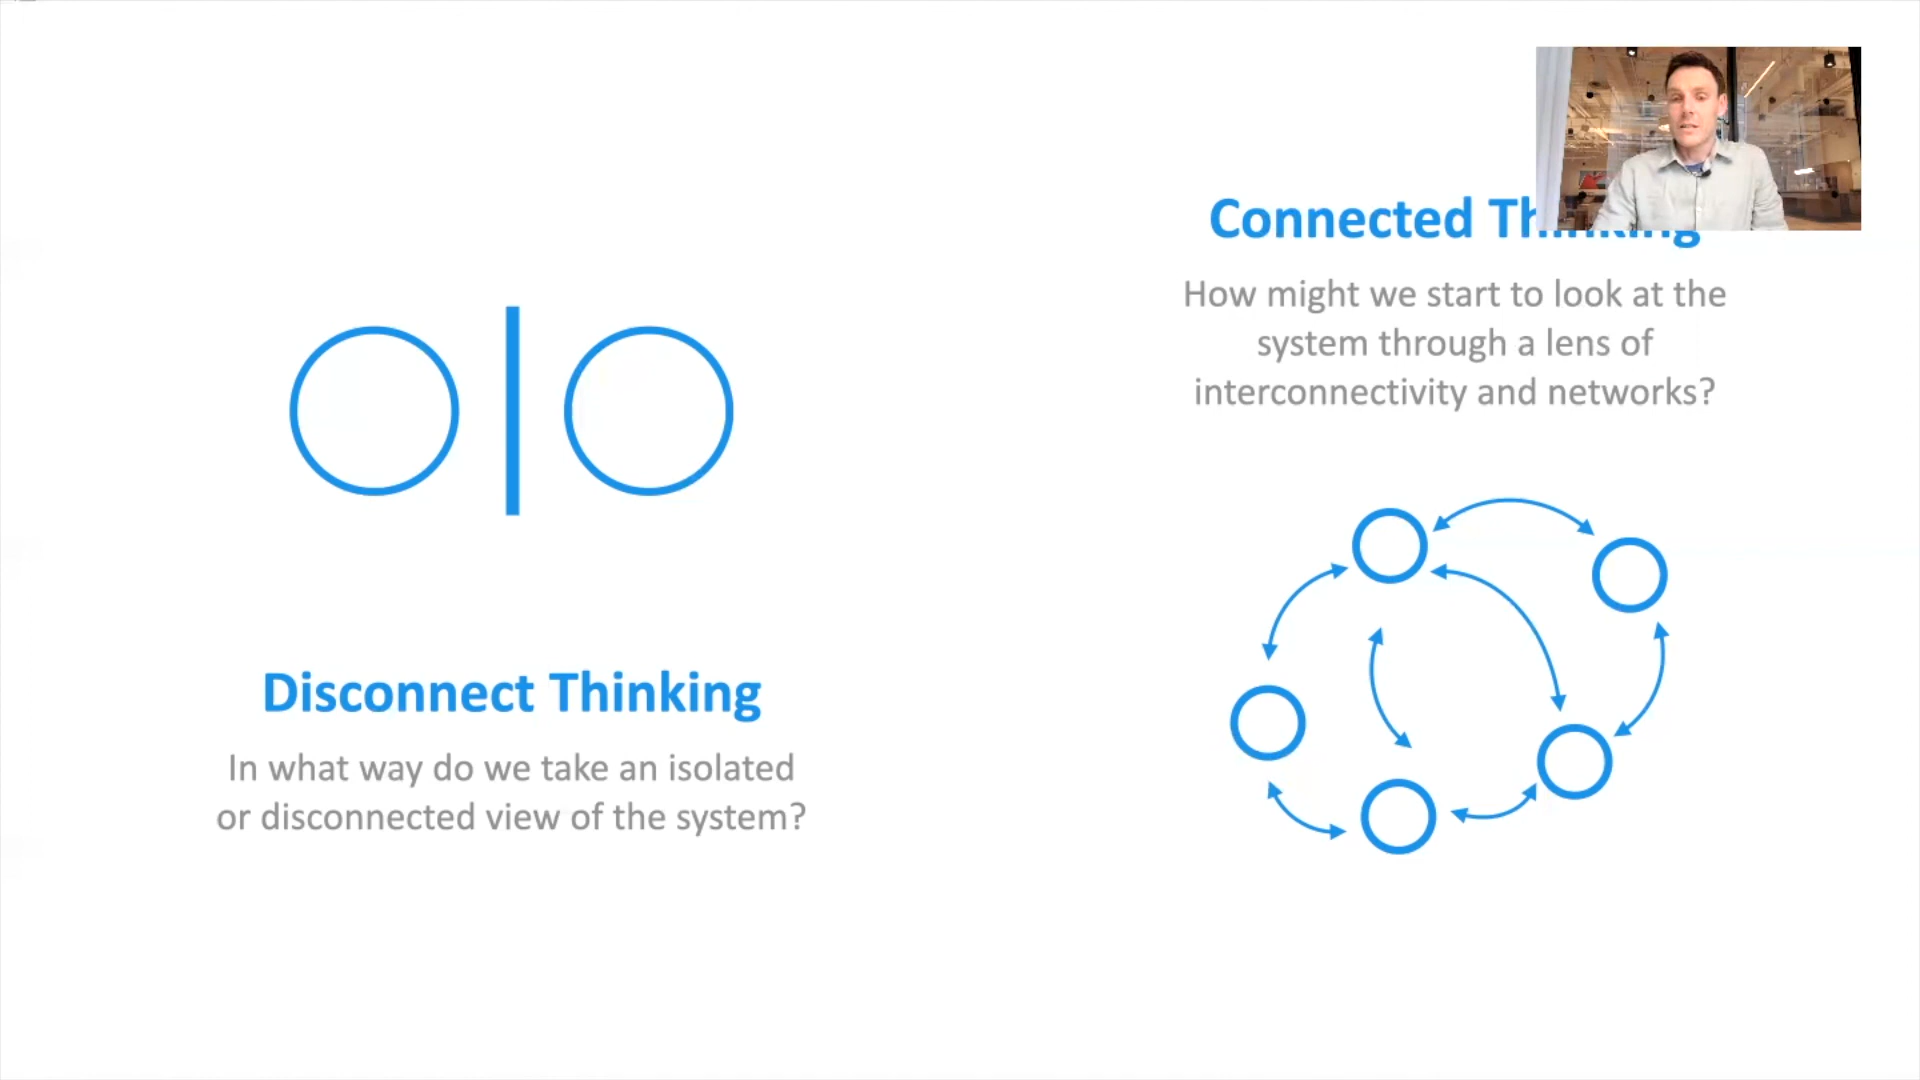 Disconnect Thinking
In what way do we take an isolated
or disconnected view of the system?
Connected Thinking
How might we start to look at the
system through a lens of
interconnectivity and networks?